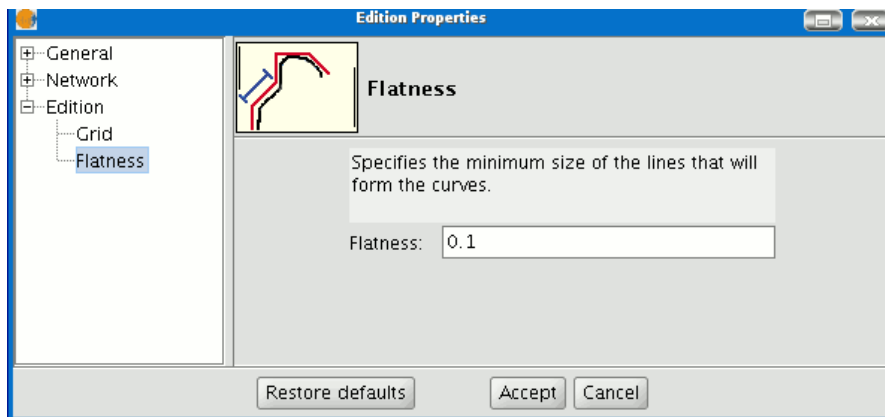 Edition Properties
General
Network
Edition
Grid
Flatness
Flatness
Specifies the minimum size of the lines that will
form the curves.
Flatness: 0.1
Restore defaults Accept Cancel